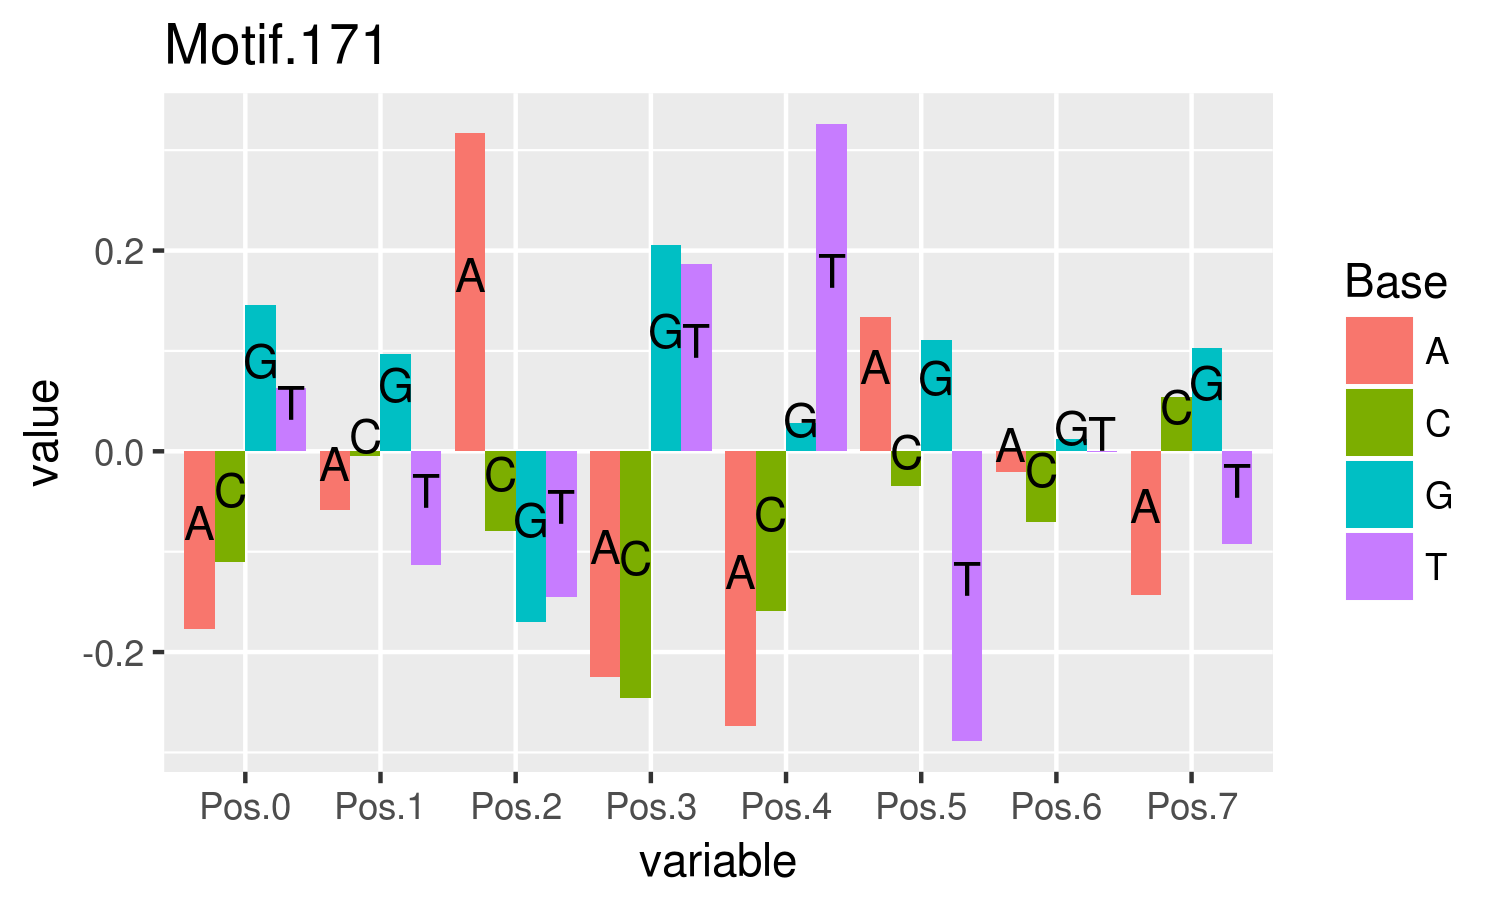 Motif.171
value
0.2
0.0
-0.2
A C G T A C G T A C G T A C G T A C G T A C G T A C G T A C G T
Pos.0 Pos.1 Pos.2 Pos.3 Pos.4 Pos.5 Pos.6 Pos.7
variable
Base
A
C
G
T